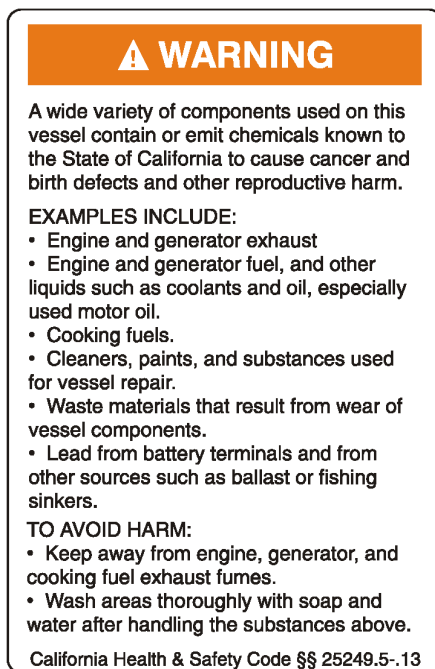 ⚠ WARNING
A wide variety of components used on this
vessel contain or emit chemicals known to
the State of California to cause cancer and
birth defects and other reproductive harm.
EXAMPLES INCLUDE:
• Engine and generator exhaust
• Engine and generator fuel, and other
liquids such as coolants and oil, especially
used motor oil.
• Cooking fuels.
• Cleaners, paints, and substances used
for vessel repair.
• Waste materials that result from wear of
vessel components.
• Lead from battery terminals and from
other sources such as ballast or fishing
sinkers.
TO AVOID HARM:
• Keep away from engine, generator, and
cooking fuel exhaust fumes.
• Wash areas thoroughly with soap and
water after handling the substances above.
California Health & Safety Code §§ 25249.5-.13